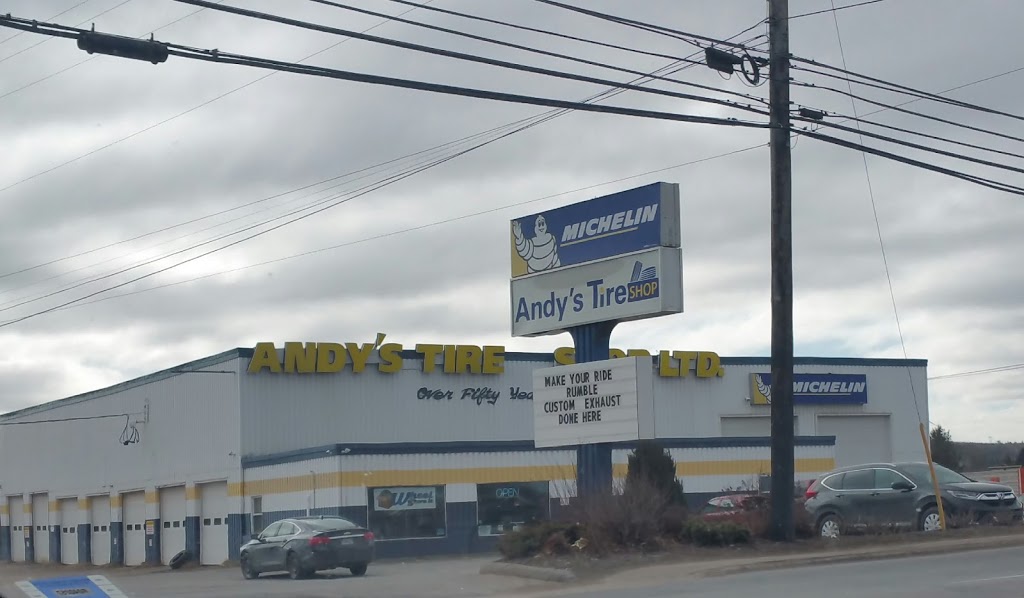 MICHELIN
Andy's Tire SHOP
ANDY'S TIRE LTD.
Over Fifty
MAKE YOUR RIDE
RUMBLE
CUSTOM EXHAUST
DONE HERE
MICHELIN
OPEN